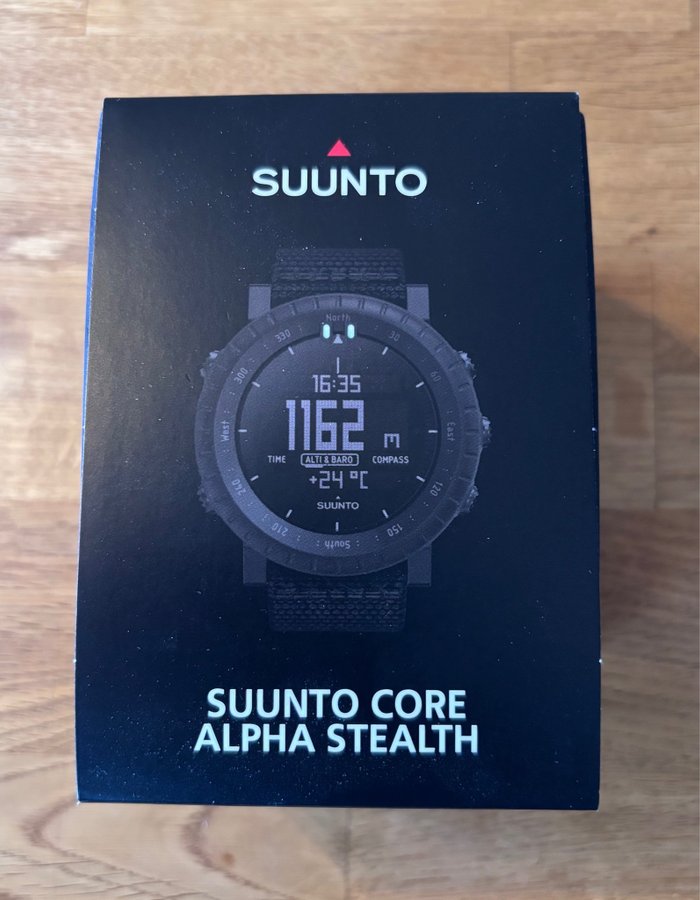 SUUNTO
North
330
30
300
60
16:35
1162 m
West
East
TIME ALTI & BARO COMPASS
+24 °C
240
120
SUUNTO
210
150
South
SUUNTO CORE
ALPHA STEALTH